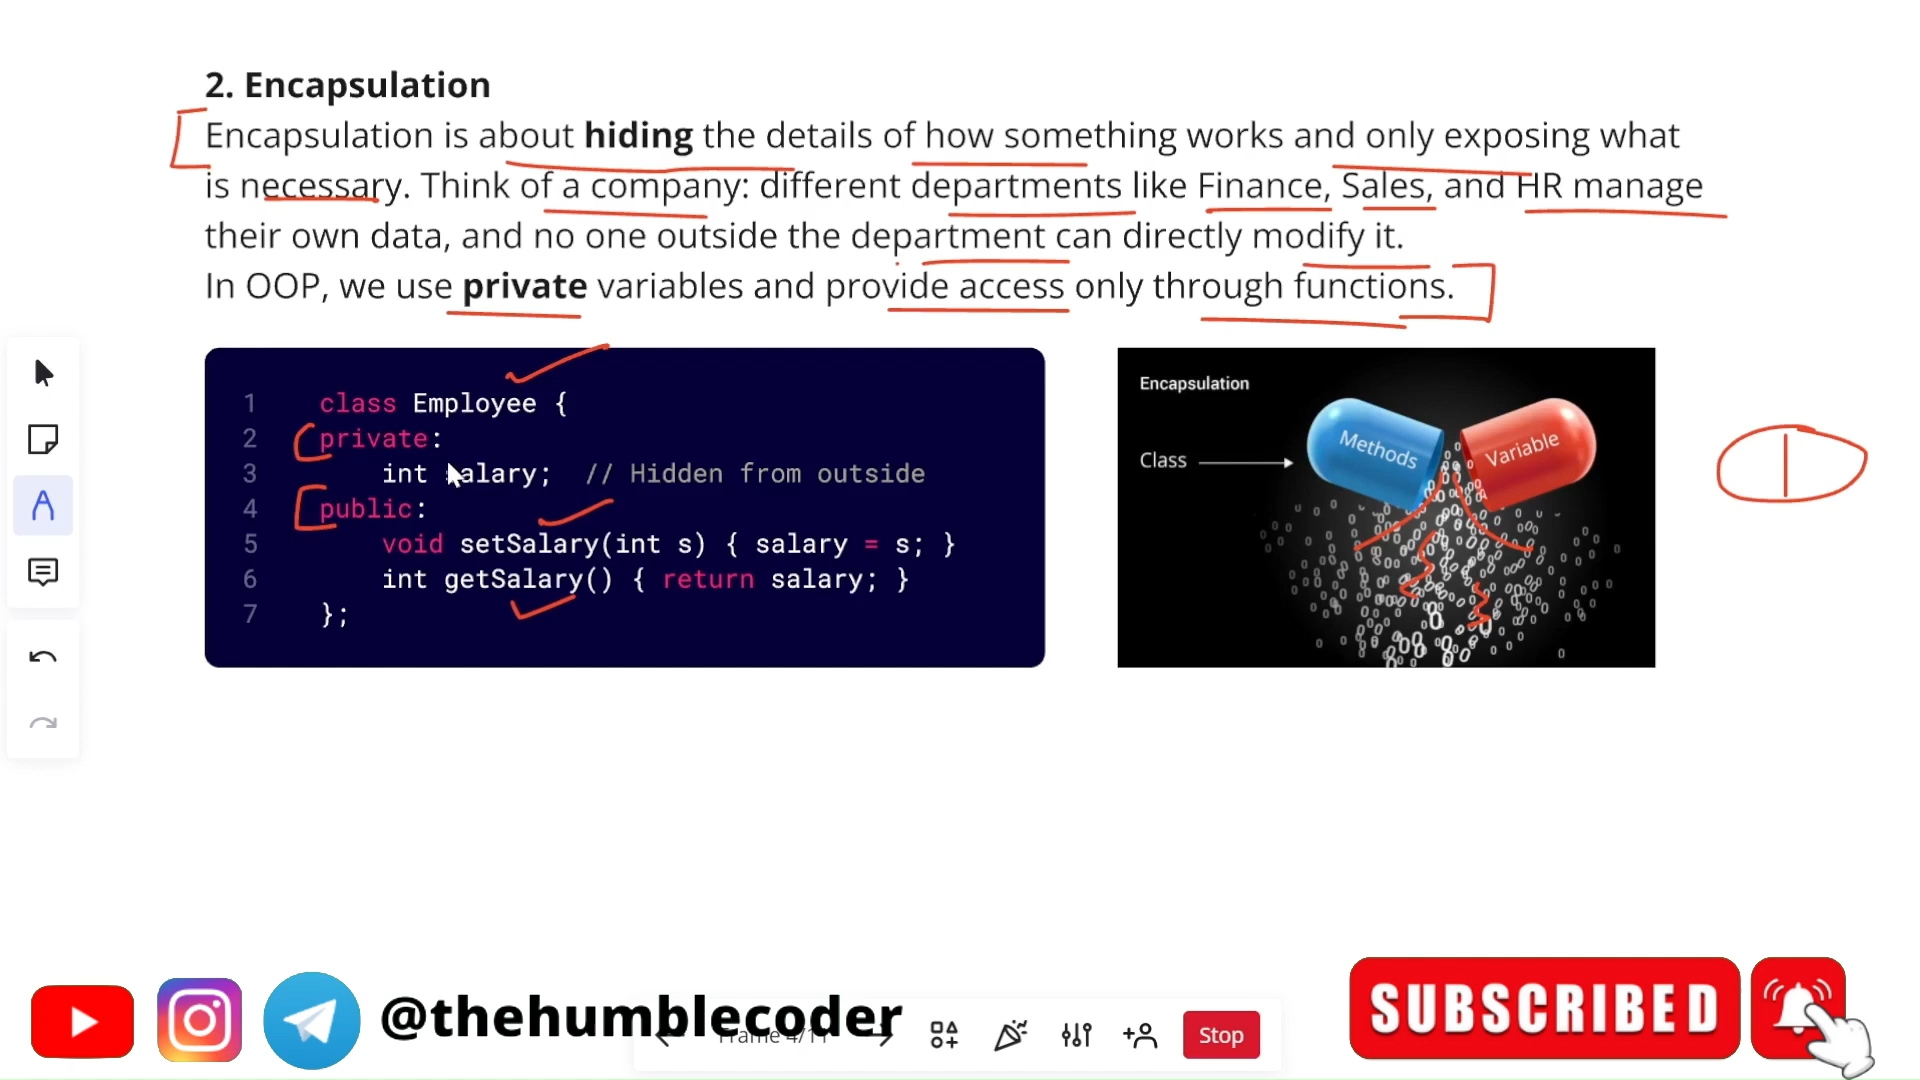 2. Encapsulation
Encapsulation is about hiding the details of how something works and only exposing what
is necessary. Think of a company: different departments like Finance, Sales, and HR manage
their own data, and no one outside the department can directly modify it.
In OOP, we use private variables and provide access only through functions.
1 class Employee {
2 private:
3 int salary; // Hidden from outside
4 public:
5 void setSalary(int s) { salary = s; }
6 int getSalary() { return salary; }
7 };
Encapsulation
Class
Methods
Variable
@thehumblecoder
Frame 4/11
Stop
SUBSCRIBED